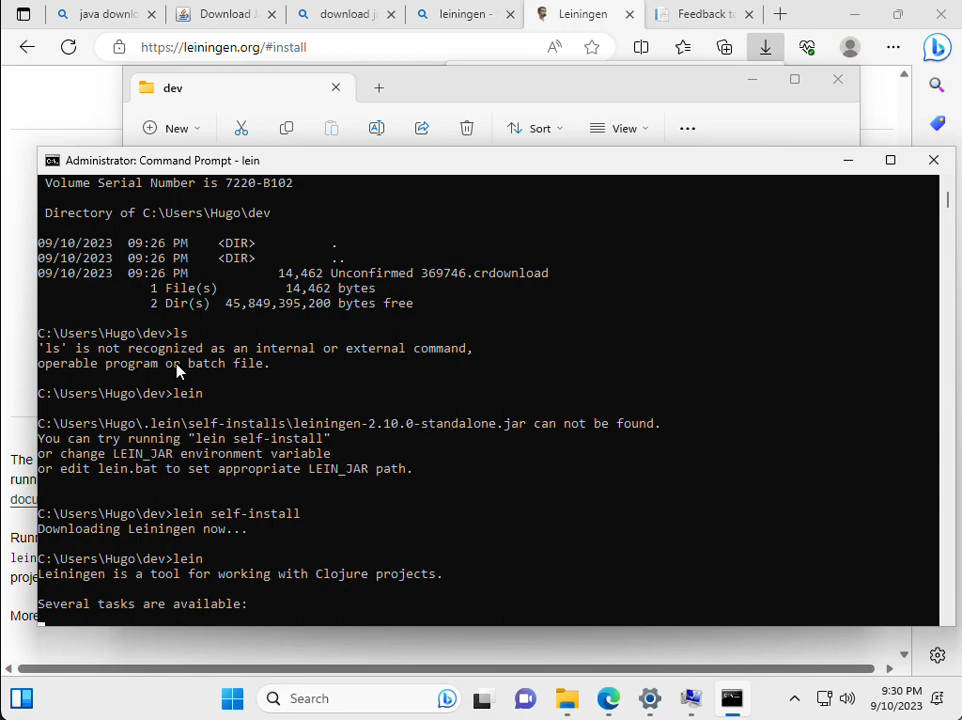 java downlo
Download J
download j
leiningen -
Leiningen
Feedback to
https://leiningen.org/#install
dev
New
Sort
View
Administrator: Command Prompt - lein
Volume Serial Number is 7220-B102
Directory of C:\Users\Hugo\dev
09/10/2023 09:26 PM <DIR> .
09/10/2023 09:26 PM <DIR> ..
09/10/2023 09:26 PM 14,462 Unconfirmed 369746.crdownload
1 File(s) 14,462 bytes
2 Dir(s) 45,849,395,200 bytes free
C:\Users\Hugo\dev>ls
'ls' is not recognized as an internal or external command,
operable program or batch file.
C:\Users\Hugo\dev>lein
C:\Users\Hugo\.lein\self-installs\leiningen-2.10.0-standalone.jar can not be found.
You can try running "lein self-install"
or change LEIN_JAR environment variable
or edit lein.bat to set appropriate LEIN_JAR path.
C:\Users\Hugo\dev>lein self-install
Downloading Leiningen now...
C:\Users\Hugo\dev>lein
Leiningen is a tool for working with Clojure projects.
Several tasks are available:
The
runn
docu
Runn
lein
proje
More
Search
9:30 PM
9/10/2023